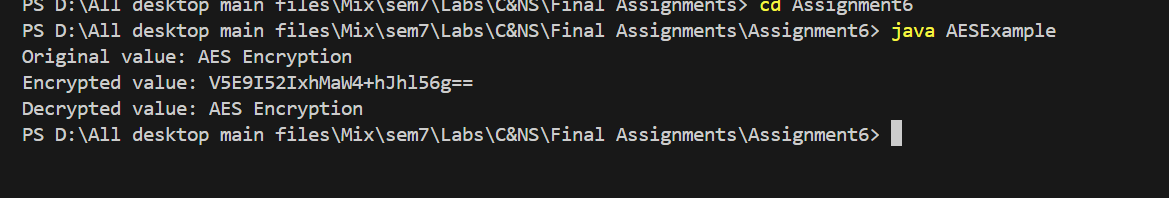 PS D:\All desktop main files\Mix\sem7\Labs\C&NS\Final Assignments> cd Assignment6
PS D:\All desktop main files\Mix\sem7\Labs\C&NS\Final Assignments\Assignment6> java AESExample
Original value: AES Encryption
Encrypted value: V5E9I52IxhMaW4+hJhl56g==
Decrypted value: AES Encryption
PS D:\All desktop main files\Mix\sem7\Labs\C&NS\Final Assignments\Assignment6>